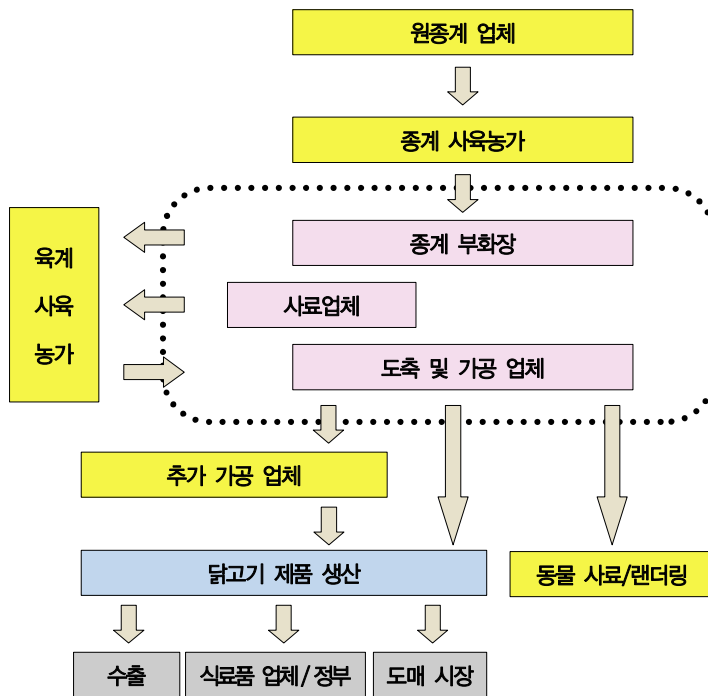 원종계 업체
종계 사육농가
육계
사육
농가
종계 부화장
사료업체
도축 및 가공 업체
추가 가공 업체
닭고기 제품 생산
동물 사료/랜더링
수출
식료품 업체/정부
도매 시장